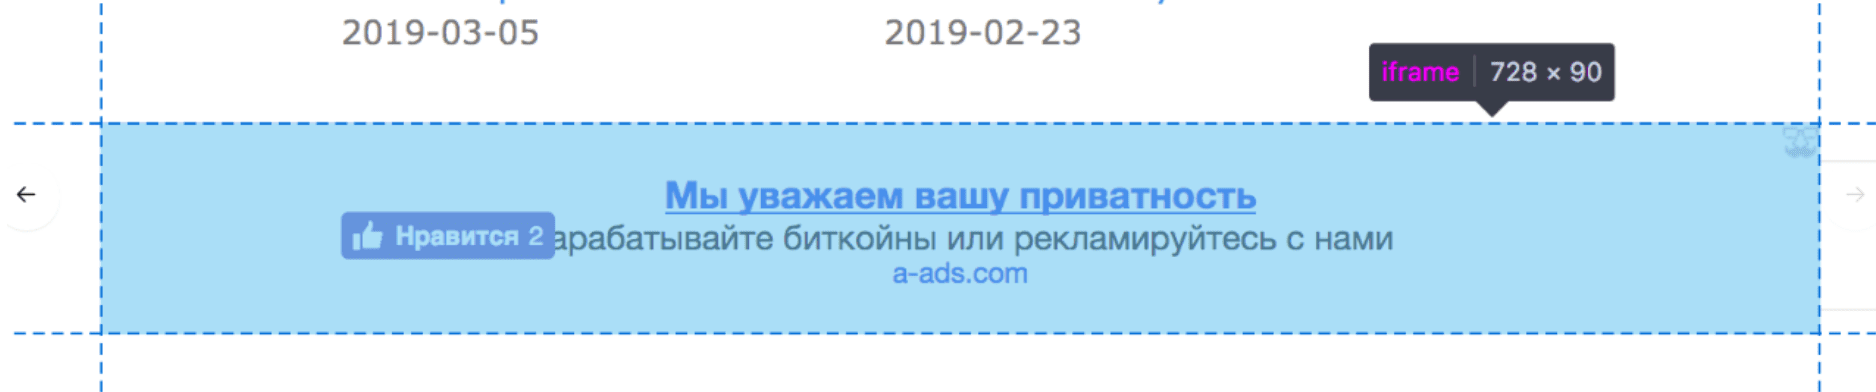 2019-03-05 2019-02-23
iframe 728 × 90
←
→
Мы уважаем вашу приватность
Нравится 2 арабатывайте биткойны или рекламируйтесь с нами
a-ads.com